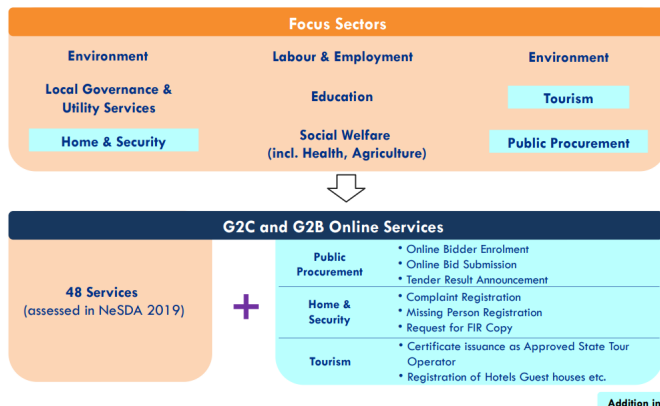 Focus Sectors
Environment
Labour & Employment
Environment
Local Governance &
Utility Services
Education
Tourism
Home & Security
Social Welfare
(incl. Health, Agriculture)
Public Procurement
G2C and G2B Online Services
48 Services
(assessed in NeSDA 2019)
+
Public
Procurement
• Online Bidder Enrolment
• Online Bid Submission
• Tender Result Announcement
Home &
Security
• Complaint Registration
• Missing Person Registration
• Request for FIR Copy
Tourism
• Certificate issuance as Approved State Tour
Operator
• Registration of Hotels Guest houses etc.
Addition in